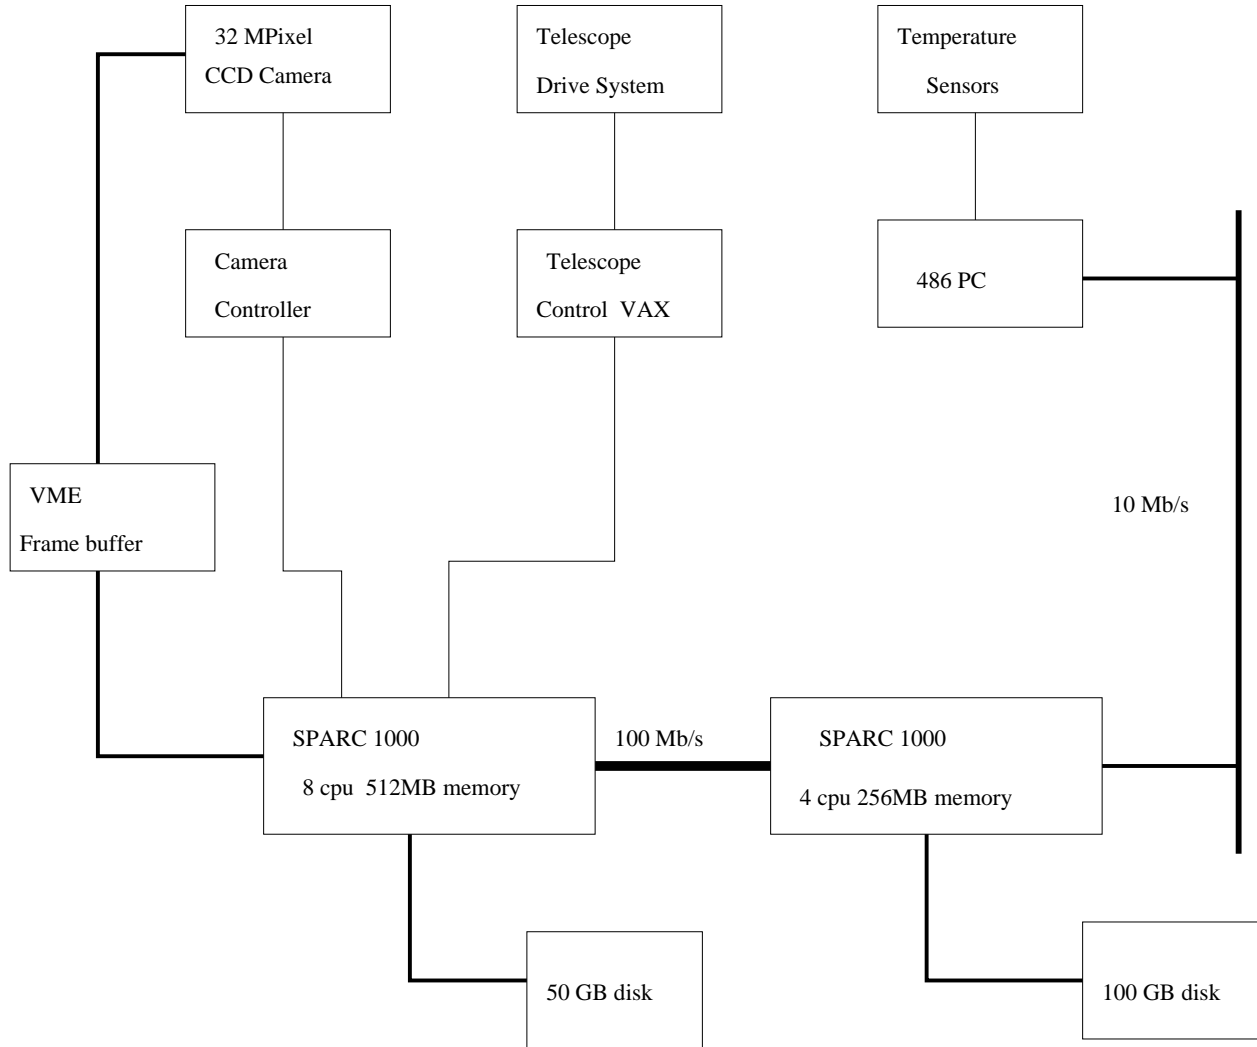 32 MPixel
CCD Camera
Telescope
Drive System
Temperature
Sensors
Camera
Controller
Telescope
Control VAX
486 PC
VME
Frame buffer
10 Mb/s
SPARC 1000
8 cpu 512MB memory
100 Mb/s
SPARC 1000
4 cpu 256MB memory
50 GB disk
100 GB disk